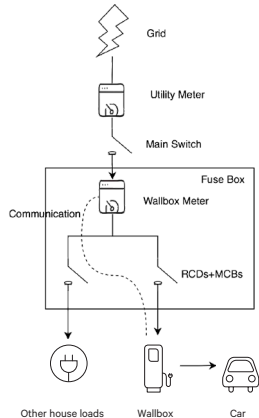 Grid
Utility Meter
Main Switch
Fuse Box
Wallbox Meter
Communication
RCDs+MCBs
Other house loads
Wallbox
Car